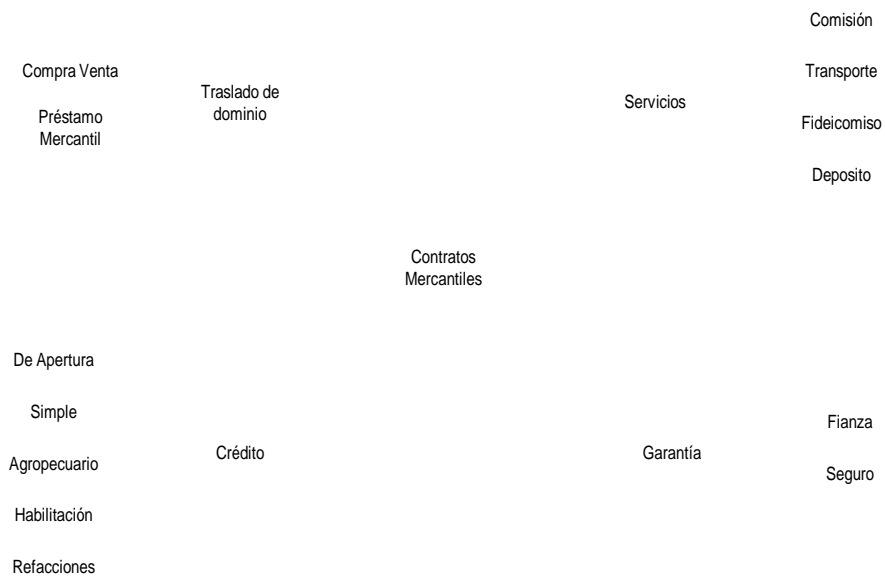 Compra Venta
Préstamo
Mercantil
Traslado de
dominio
Servicios
Comisión
Transporte
Fideicomiso
Deposito
Contratos
Mercantiles
De Apertura
Simple
Agropecuario
Habilitación
Refacciones
Crédito
Garantía
Fianza
Seguro